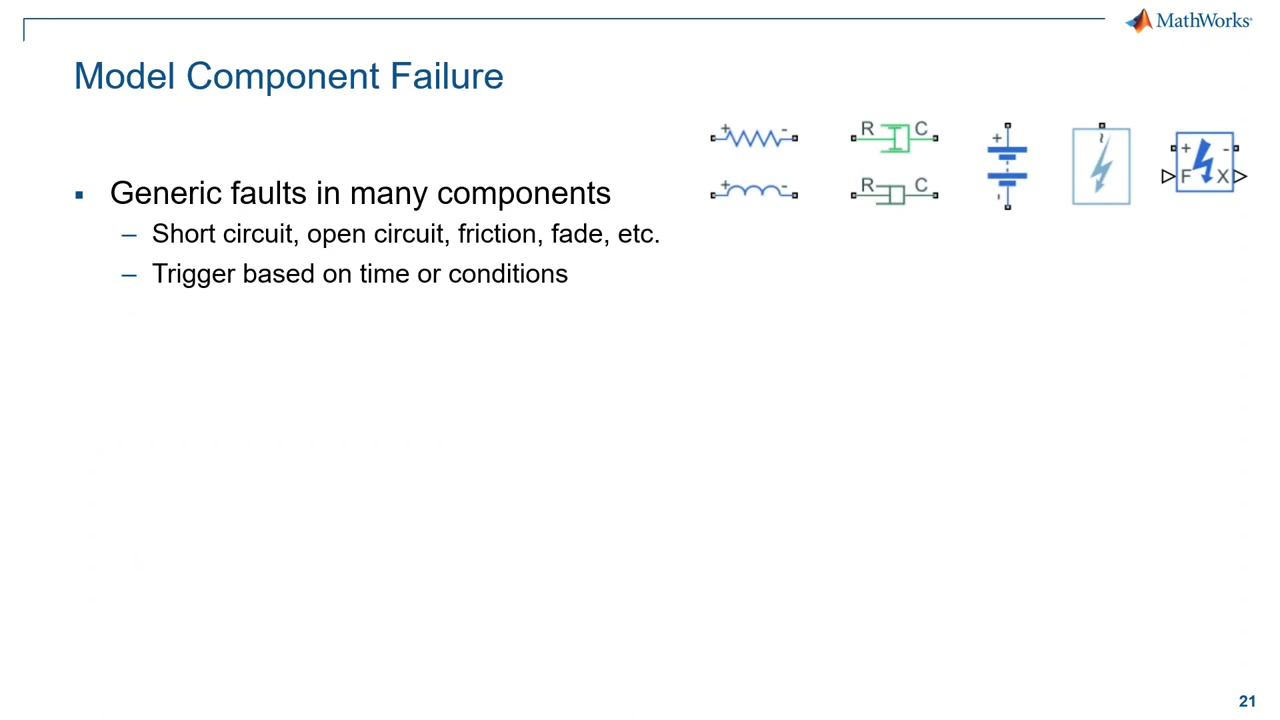 MathWorks®
Model Component Failure
+ - R C + ~ + -
F X
+ - R C -
▪ Generic faults in many components
– Short circuit, open circuit, friction, fade, etc.
– Trigger based on time or conditions
21